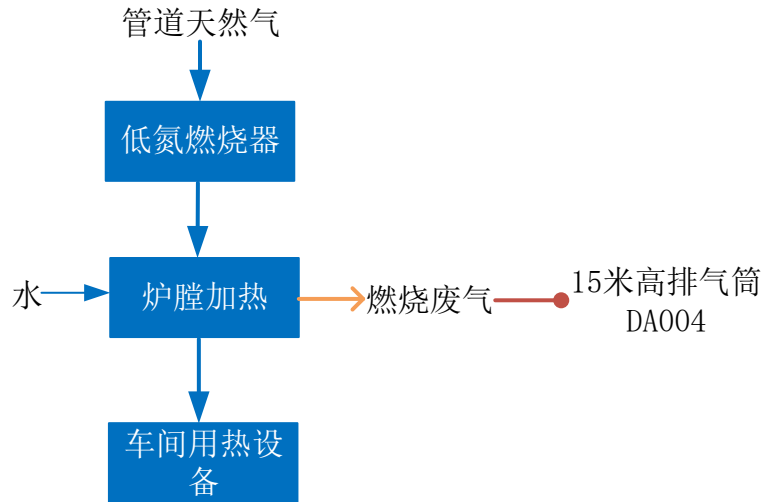 管道天然气
低氮燃烧器
水
炉膛加热
燃烧废气
15米高排气筒
DA004
车间用热设
备